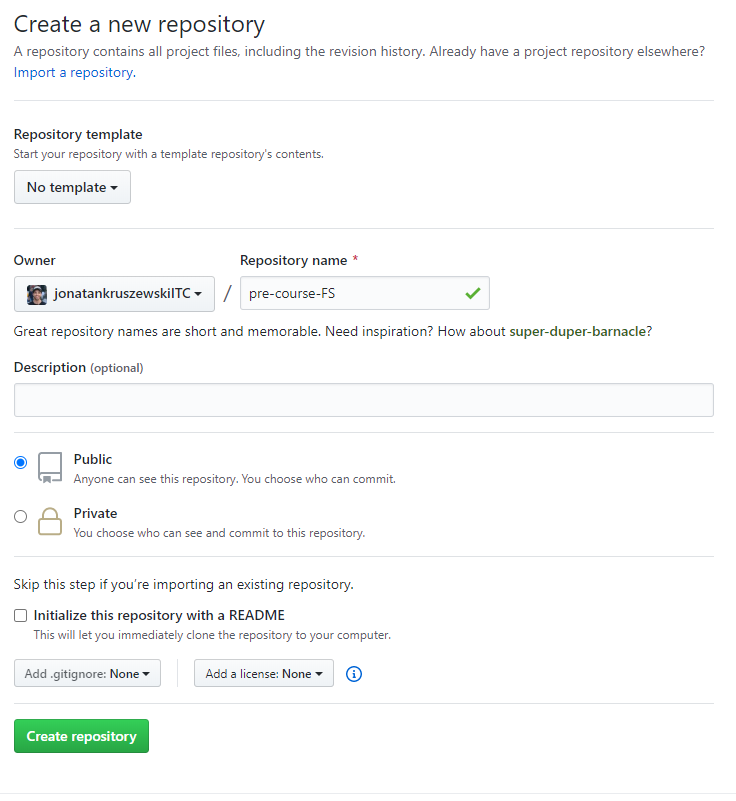 Create a new repository
A repository contains all project files, including the revision history. Already have a project repository elsewhere?
Import a repository.
Repository template
Start your repository with a template repository's contents.
No template
Owner
Repository name *
jonatankruszewskiITC / pre-course-FS
Great repository names are short and memorable. Need inspiration? How about super-duper-barnacle?
Description (optional)
Public
Anyone can see this repository. You choose who can commit.
Private
You choose who can see and commit to this repository.
Skip this step if you're importing an existing repository.
Initialize this repository with a README
This will let you immediately clone the repository to your computer.
Add .gitignore: None
Add a license: None
Create repository